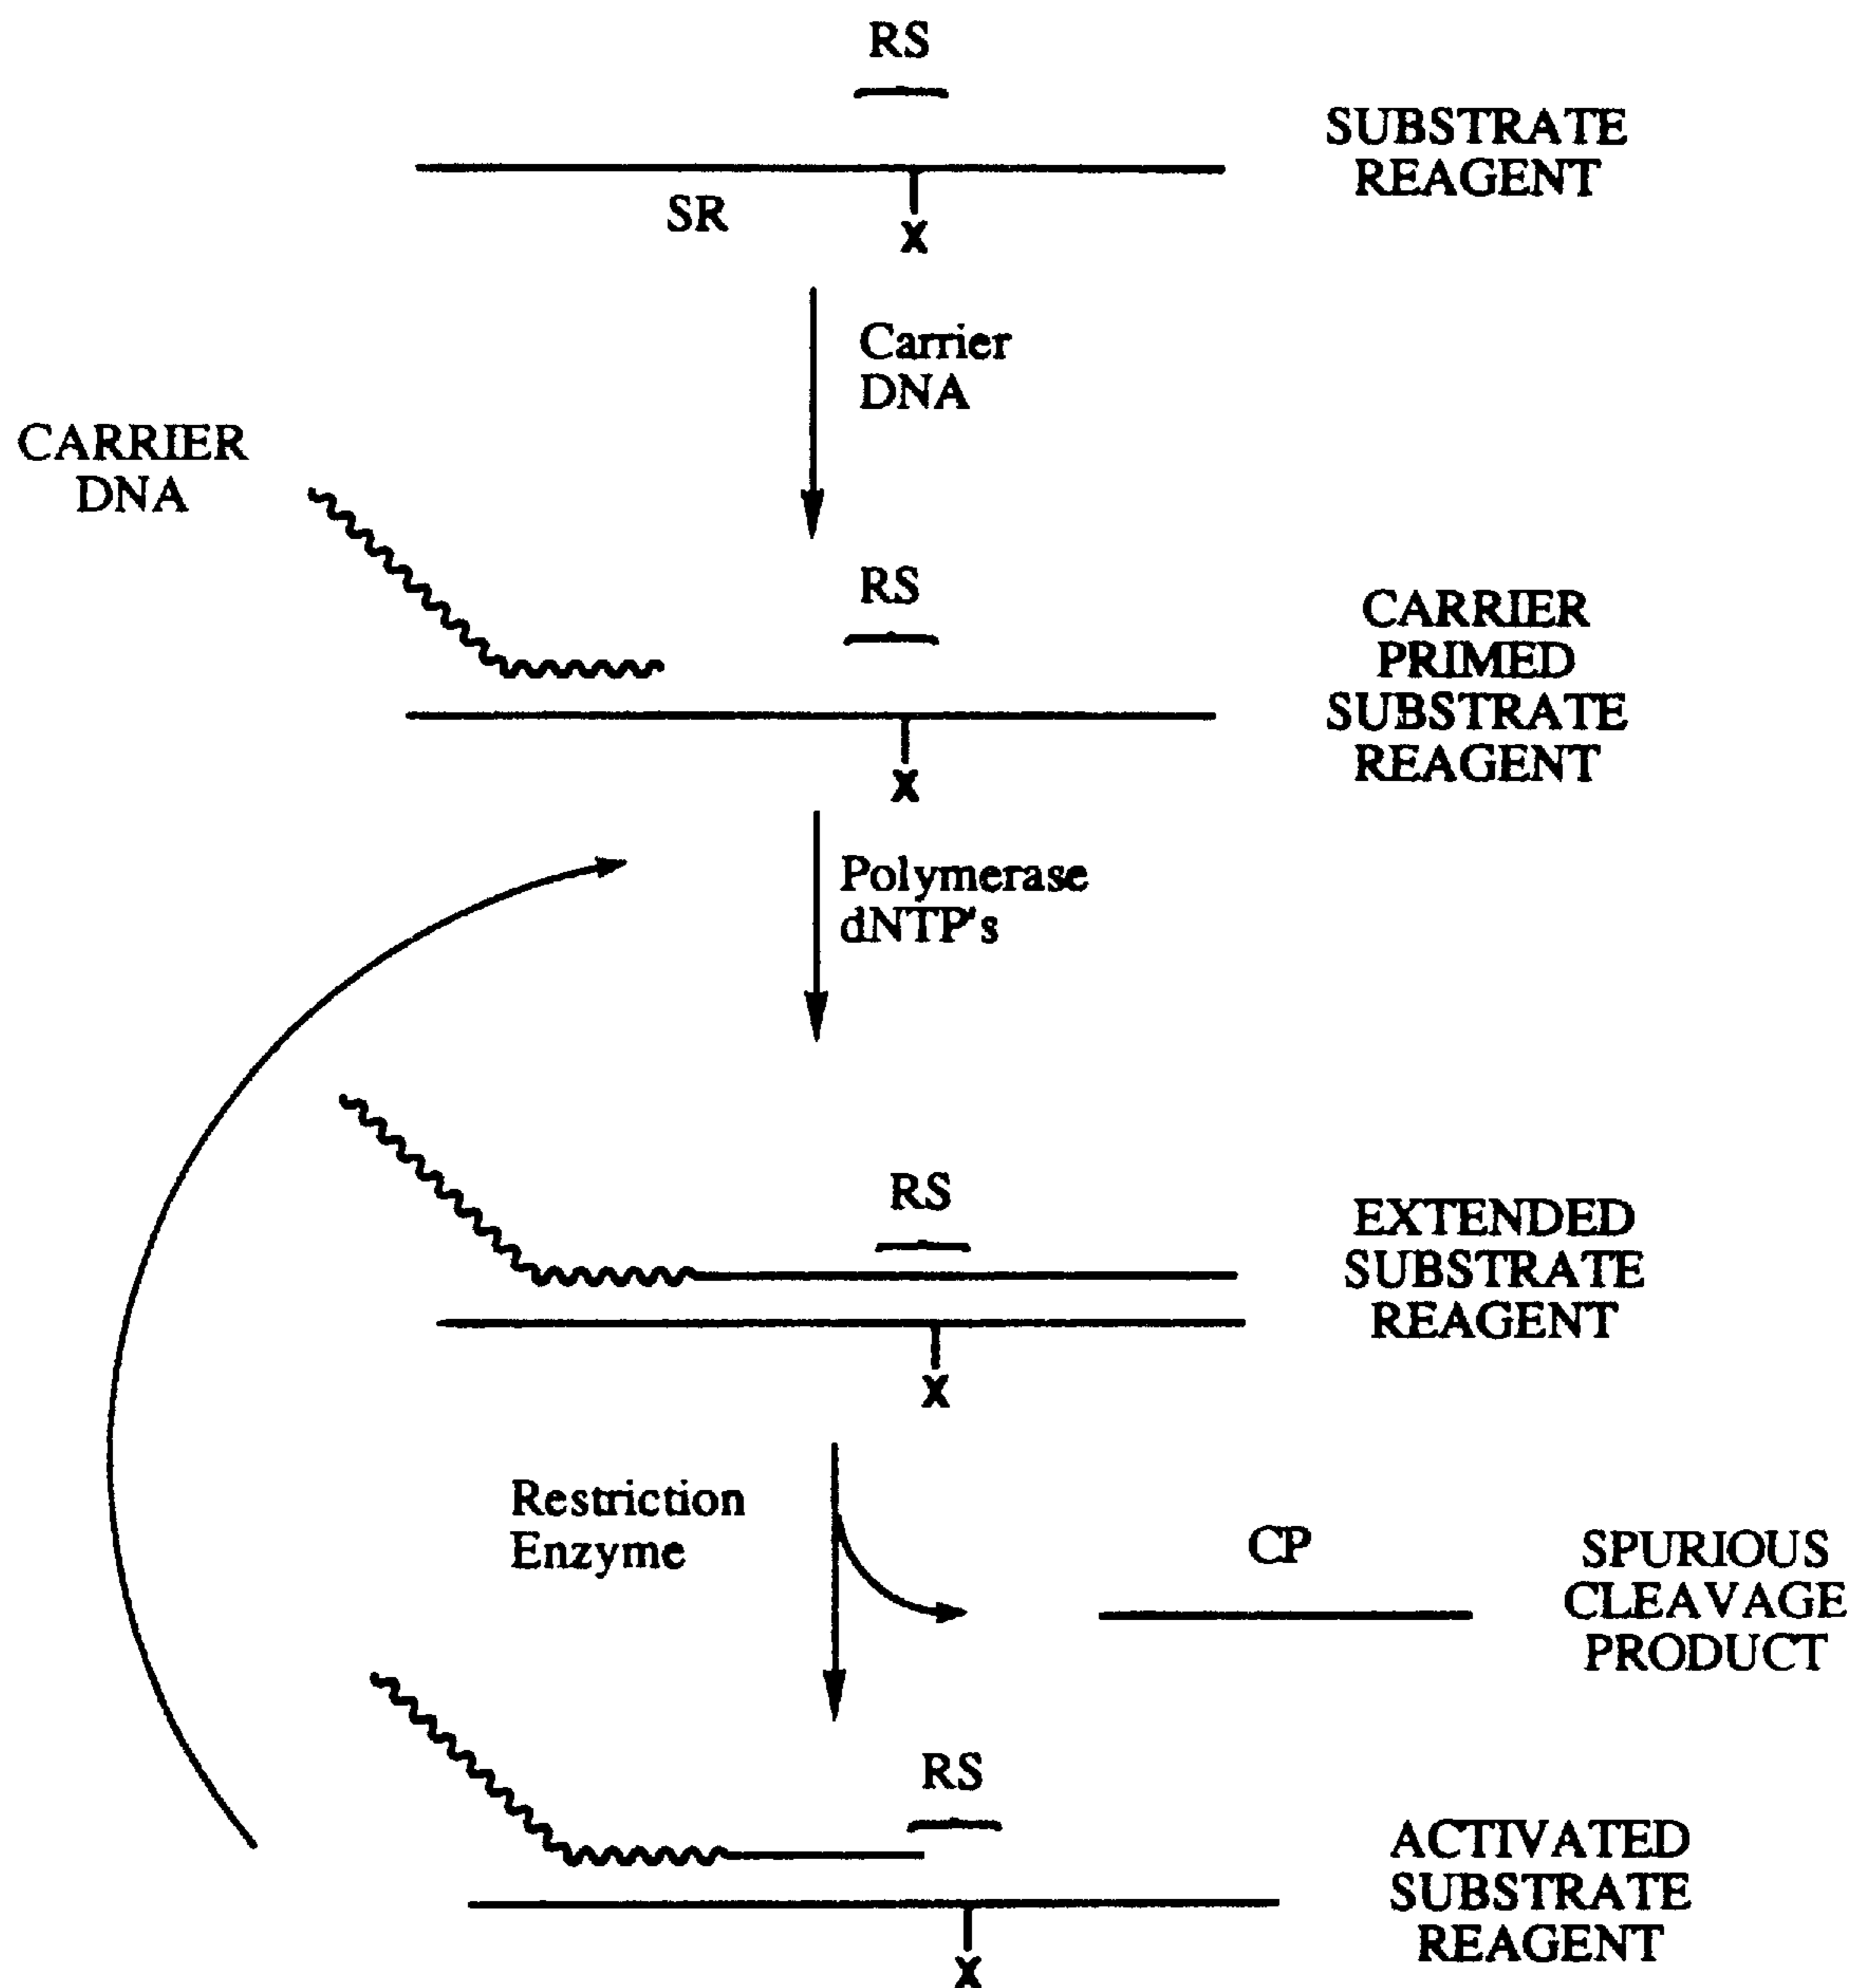 RS
SUBSTRATE
REAGENT
SR
X
Carrier
DNA
CARRIER
DNA
RS
CARRIER
PRIMED
SUBSTRATE
REAGENT
X
Polymerase
dNTP's
RS
EXTENDED
SUBSTRATE
REAGENT
X
Restriction
Enzyme
CP
SPURIOUS
CLEAVAGE
PRODUCT
RS
ACTIVATED
SUBSTRATE
REAGENT
X